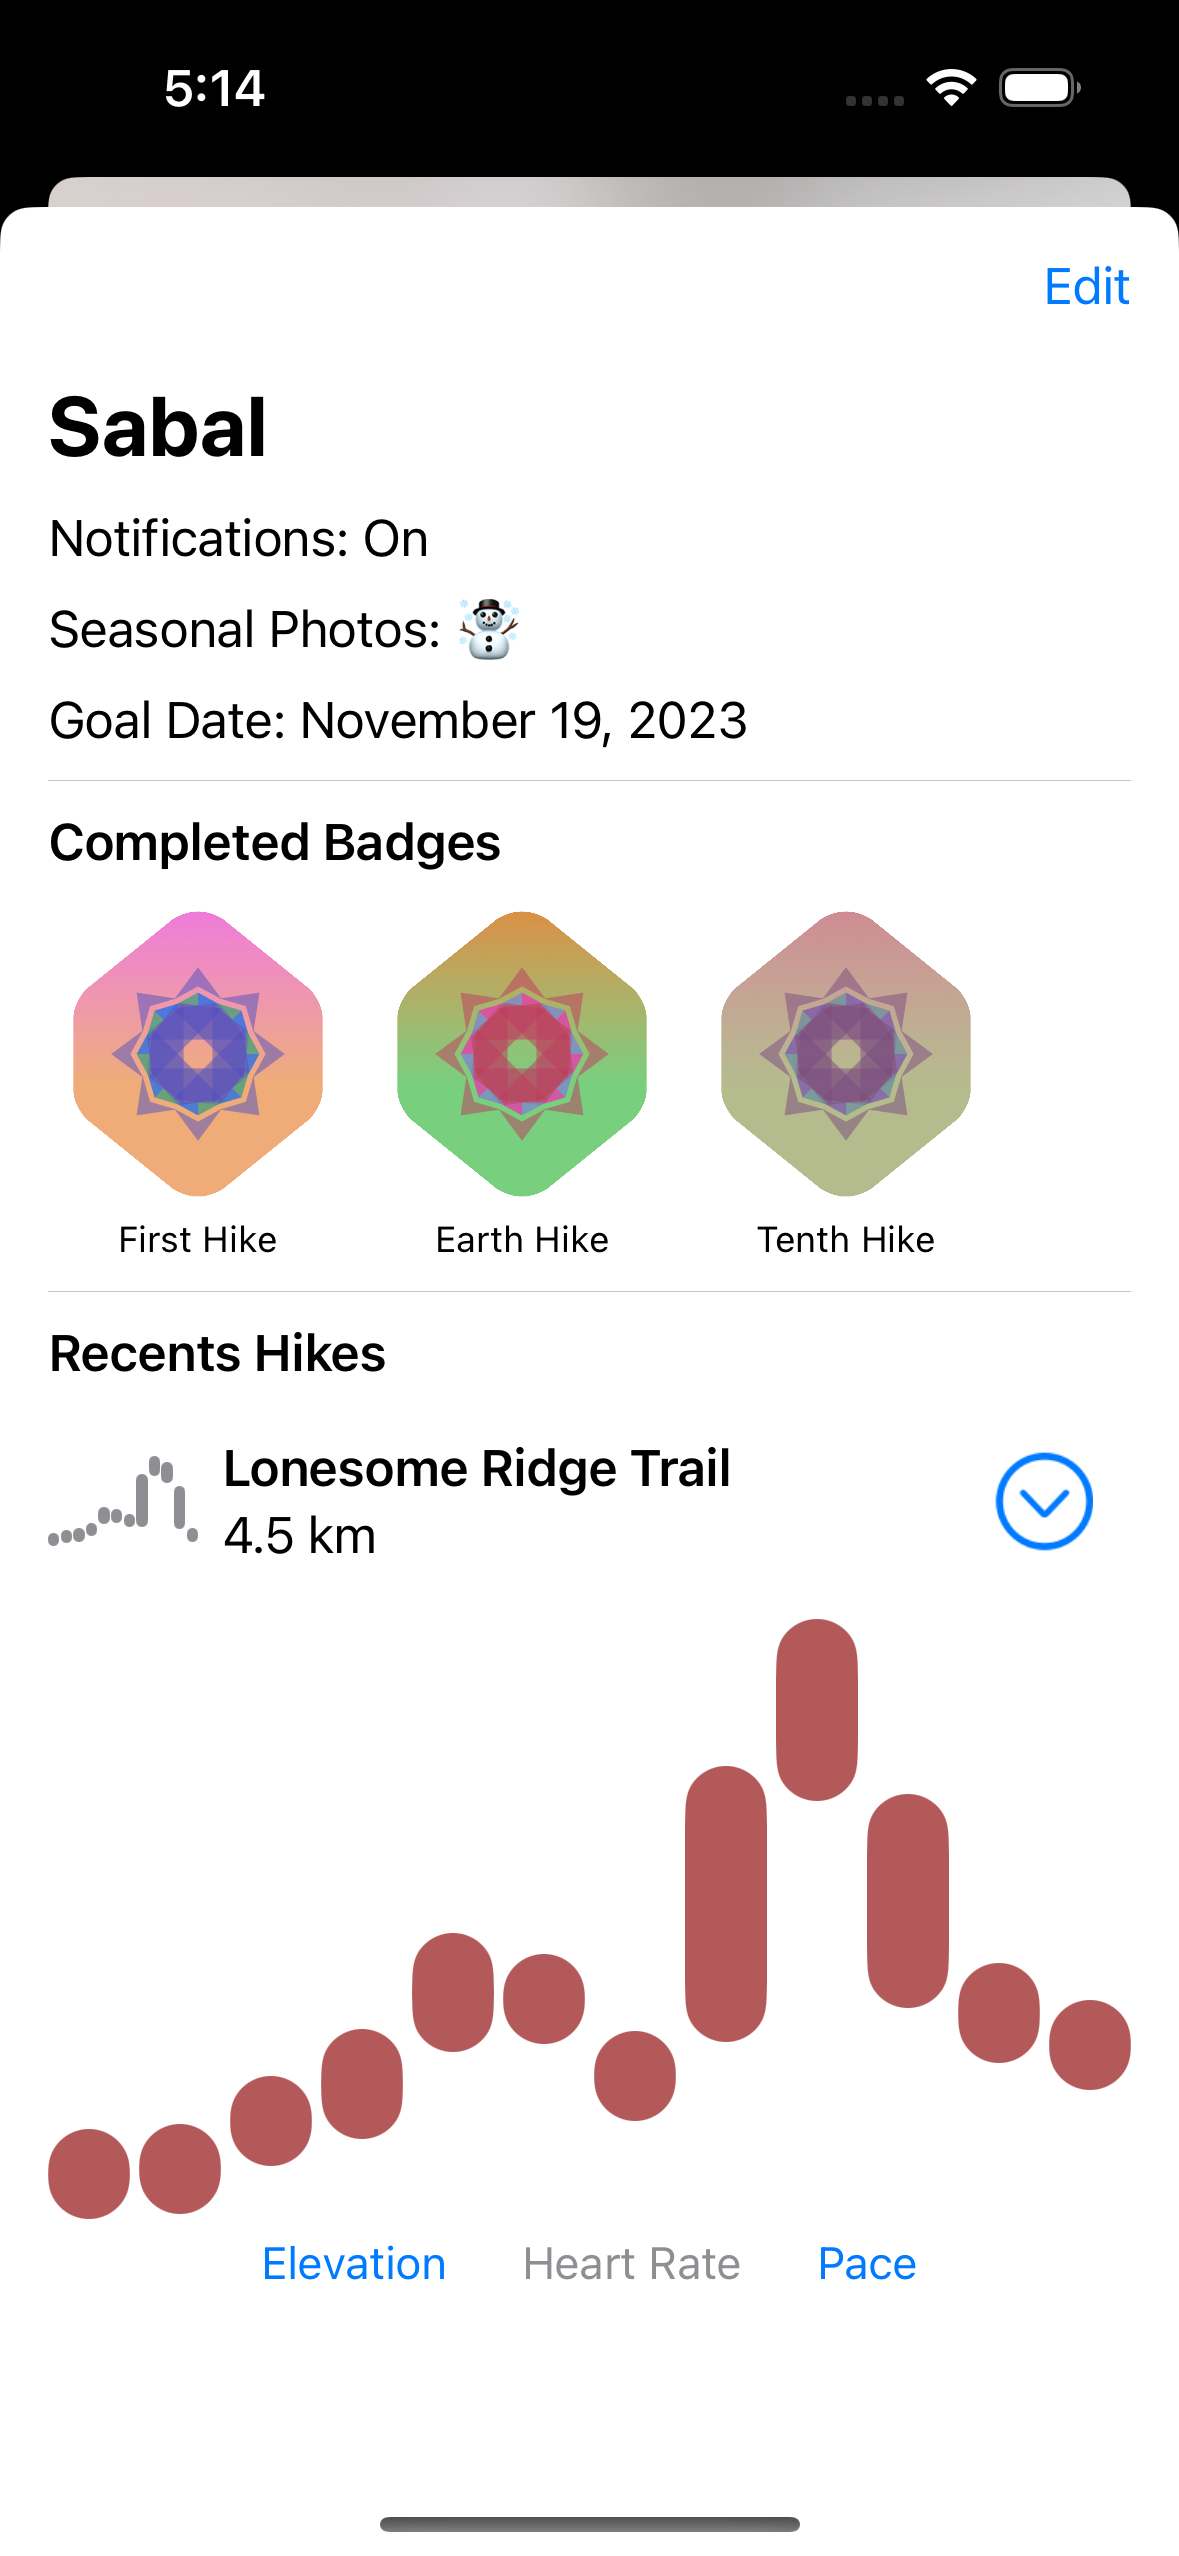 5:14
Edit
Sabal
Notifications: On
Seasonal Photos: ☃️
Goal Date: November 19, 2023
Completed Badges
First Hike
Earth Hike
Tenth Hike
Recents Hikes
Lonesome Ridge Trail
4.5 km
Elevation
Heart Rate
Pace